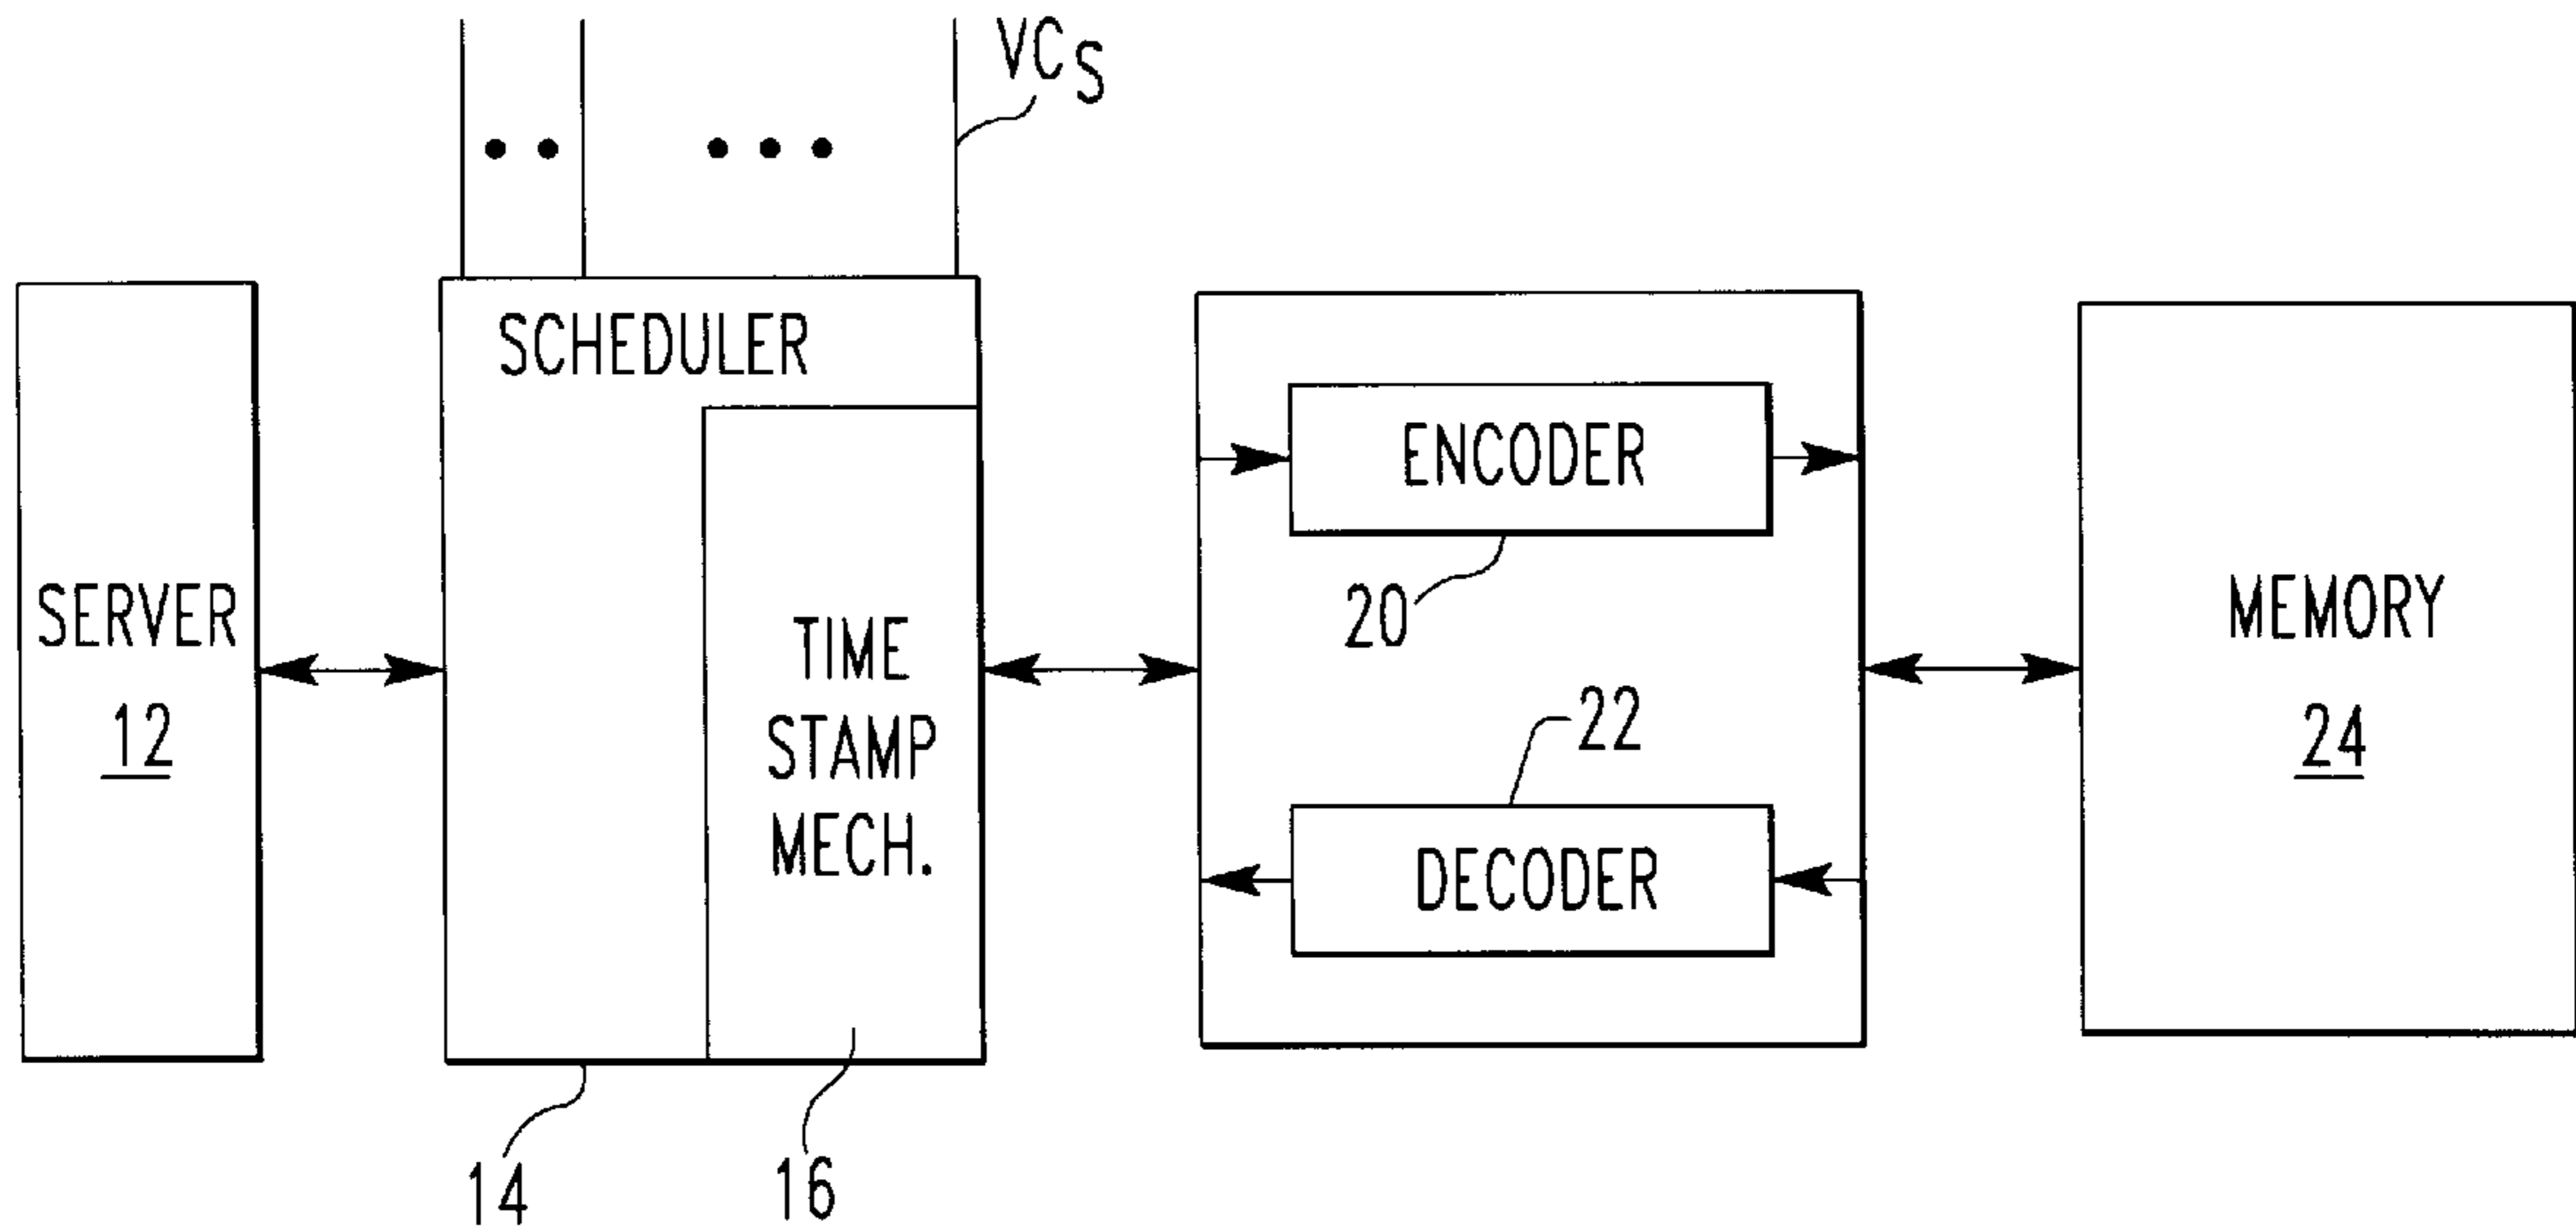 VCS
SCHEDULER
ENCODER
20
SERVER
12
TIME
STAMP
MECH.
MEMORY
24
22
DECODER
14
16